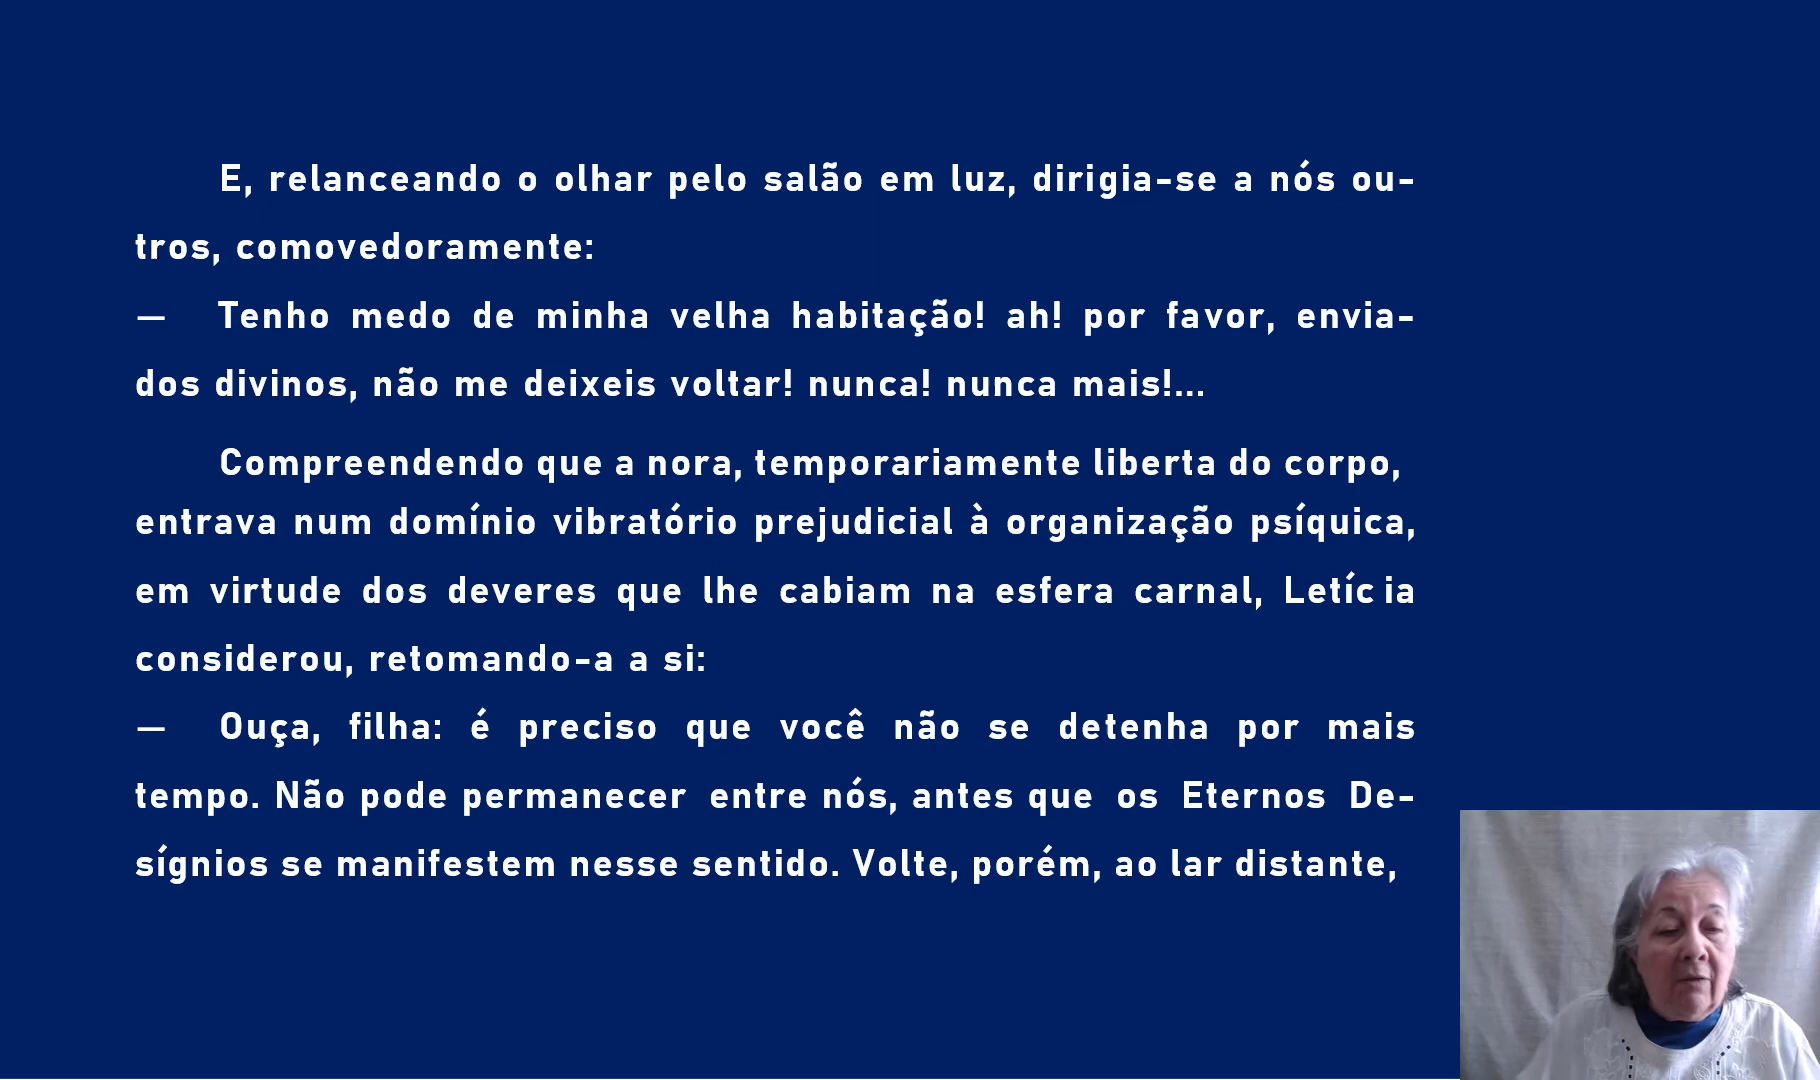 E, relanceando o olhar pelo salão em luz, dirigia-se a nós ou-
tros, comovedoramente:
— Tenho medo de minha velha habitação! ah! por favor, envia-
dos divinos, não me deixeis voltar! nunca! nunca mais!...
Compreendendo que a nora, temporariamente liberta do corpo,
entrava num domínio vibratório prejudicial à organização psíquica,
em virtude dos deveres que lhe cabiam na esfera carnal, Letíc ia
considerou, retomando-a a si:
— Ouça, filha: é preciso que você não se detenha por mais
tempo. Não pode permanecer entre nós, antes que os Eternos De-
sígnios se manifestem nesse sentido. Volte, porém, ao lar distante,